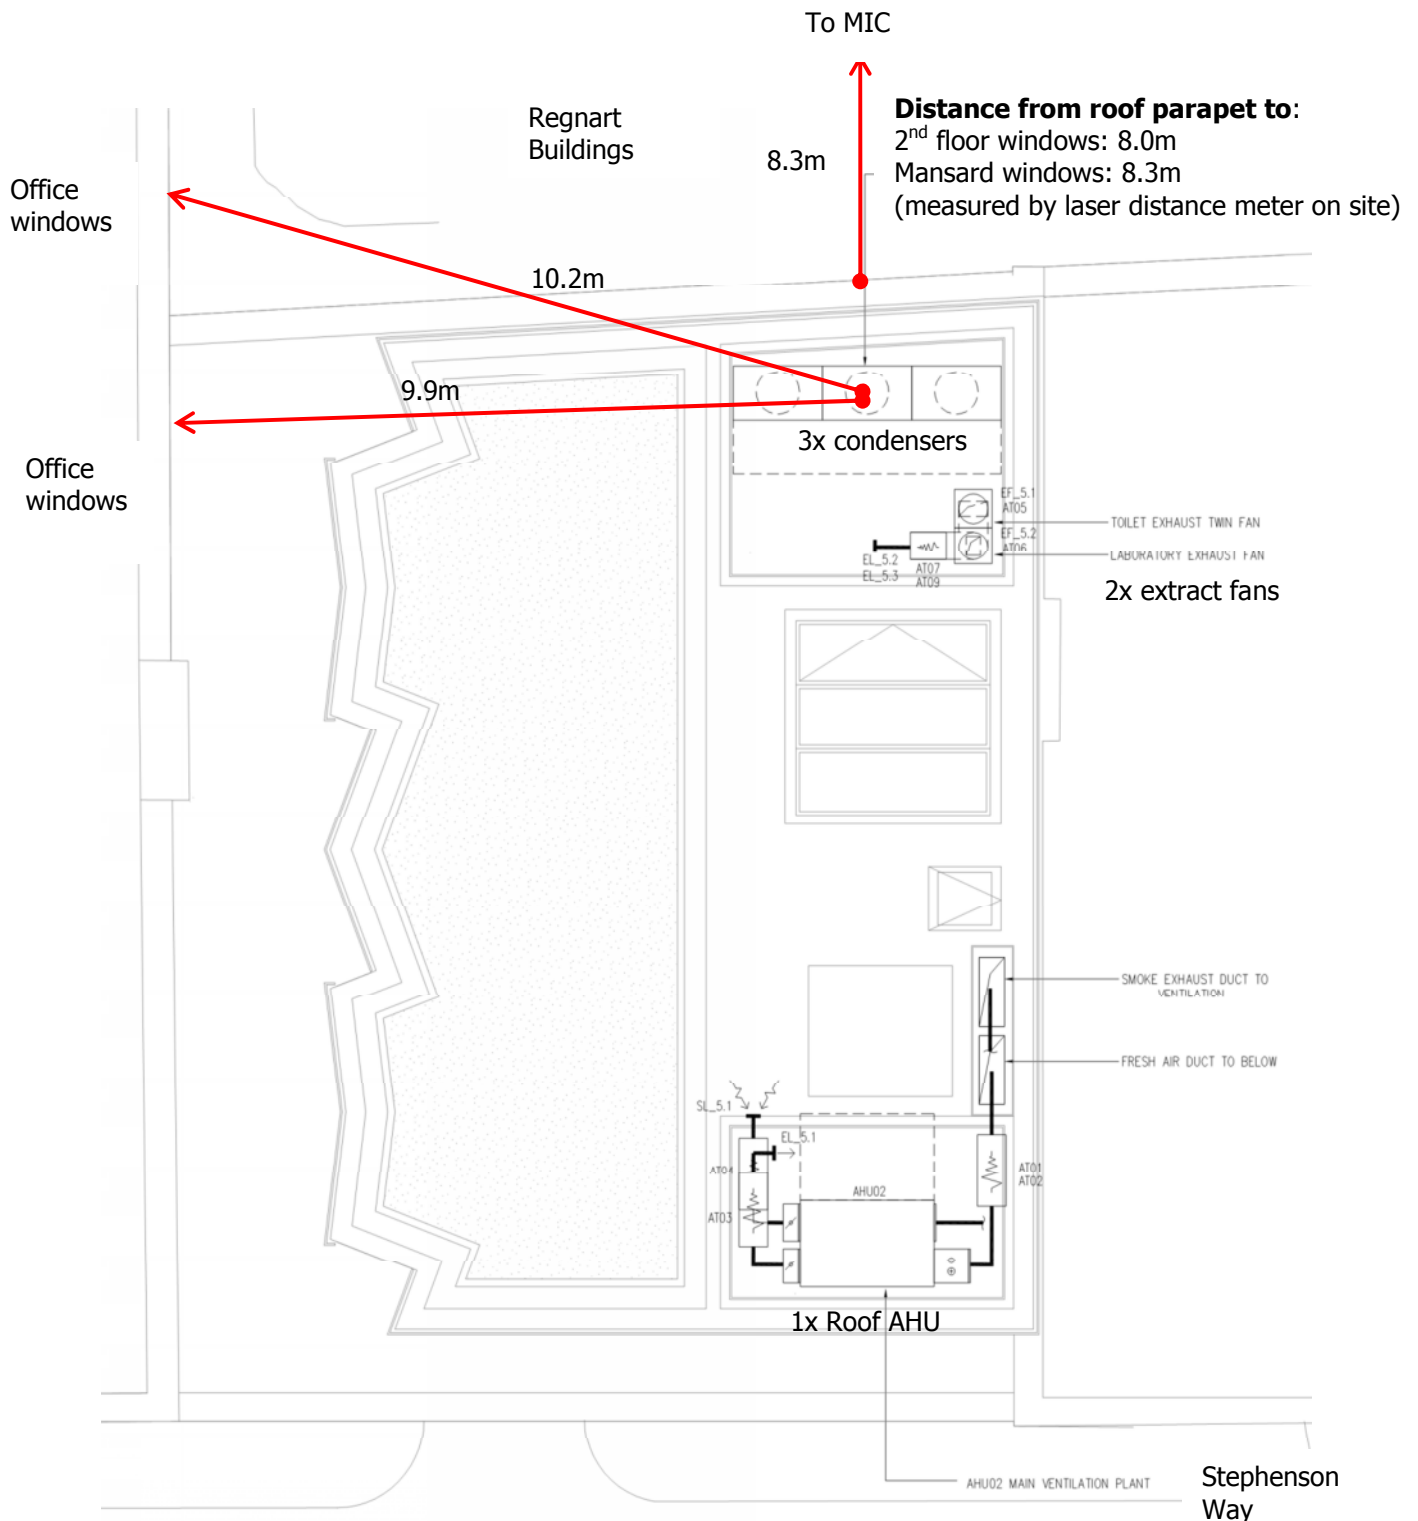 To MIC
Distance from roof parapet to:
2nd floor windows: 8.0m
Mansard windows: 8.3m
(measured by laser distance meter on site)
Regnart
Buildings
8.3m
Office
windows
10.2m
9.9m
Office
windows
3x condensers
EF_5.1
AT05
TOILET EXHAUST TWIN FAN
EF_5.2
AT06
LABORATORY EXHAUST FAN
EL_5.2
EL_5.3
AT07
AT09
2x extract fans
SMOKE EXHAUST DUCT TO
VENTILATION
FRESH AIR DUCT TO BELOW
SL_5.1
EL_5.1
AT04
AT01
AT02
AHU02
AT03
1x Roof AHU
AHU02 MAIN VENTILATION PLANT
Stephenson
Way